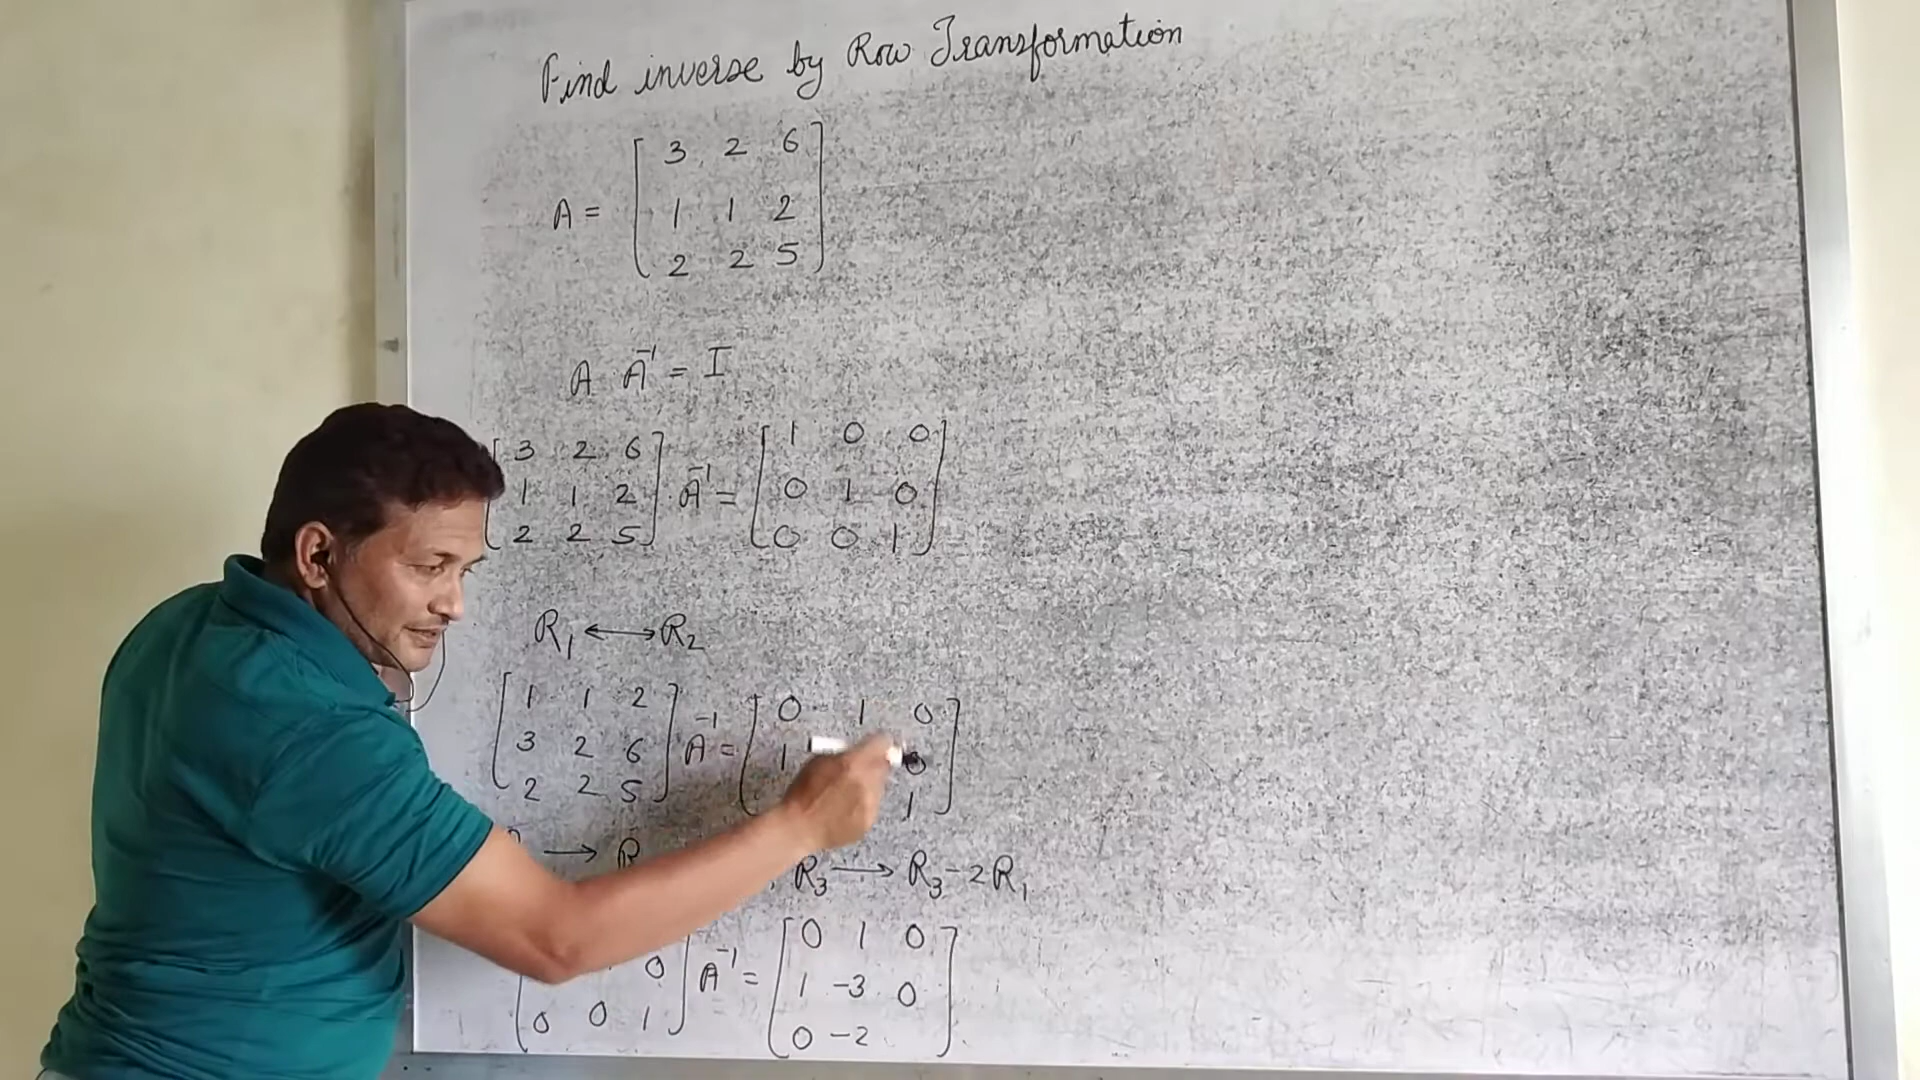 Find inverse by Row Transformation
3 2 6
A = 1 1 2
2 2 5
A A⁻¹ = I
3 2 6 1 0 0
1 1 2 A⁻¹ = 0 1 0
2 2 5 0 0 1
R₁ ↔ R₂
1 1 2 0 1 0
3 2 6 A⁻¹ = 1 0
2 2 5 1
→ R R₃ → R₃-2R₁
0 1 0
0 A⁻¹ = 1 -3 0
0 0 1 0 -2